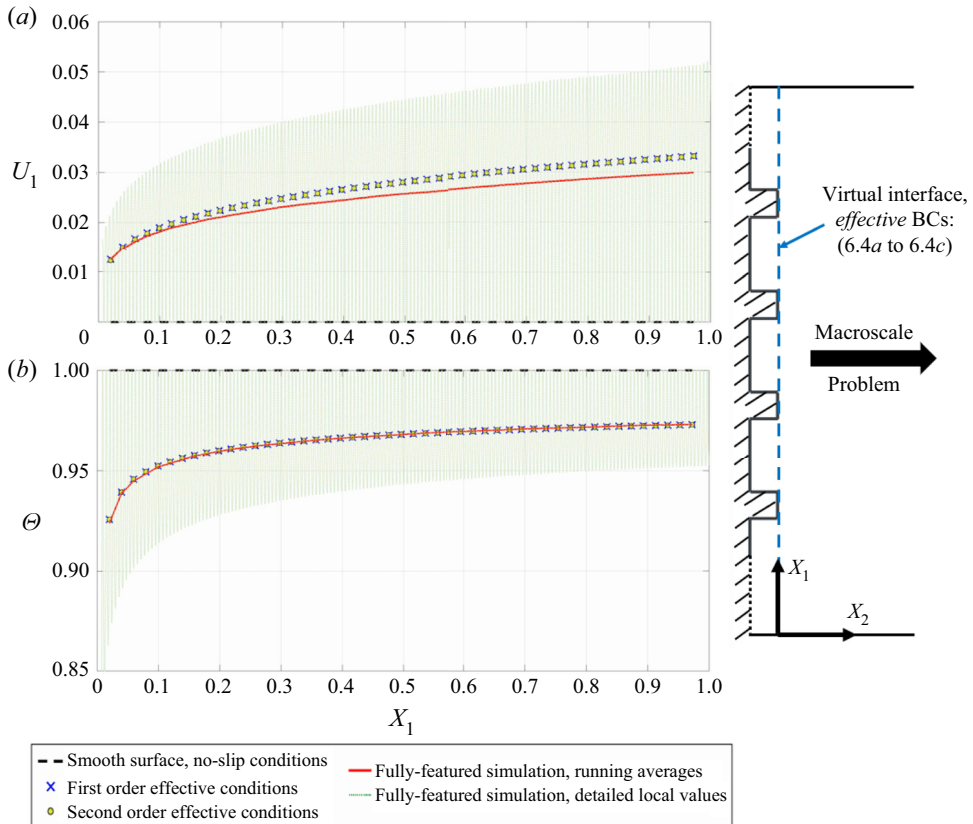 (a)
0.06
0.05
0.04
U1
0.03
0.02
0.01
0
0.1
0.2
0.3
0.4
0.5
0.6
0.7
0.8
0.9
1.0
(b)
1.00
0.95
Θ
0.90
0.85
0
0.1
0.2
0.3
0.4
0.5
0.6
0.7
0.8
0.9
1.0
X1
Virtual interface,
effective BCs:
(6.4a to 6.4c)
Macroscale
Problem
X1
X2
Smooth surface, no-slip conditions
First order effective conditions
Second order effective conditions
Fully-featured simulation, running averages
Fully-featured simulation, detailed local values